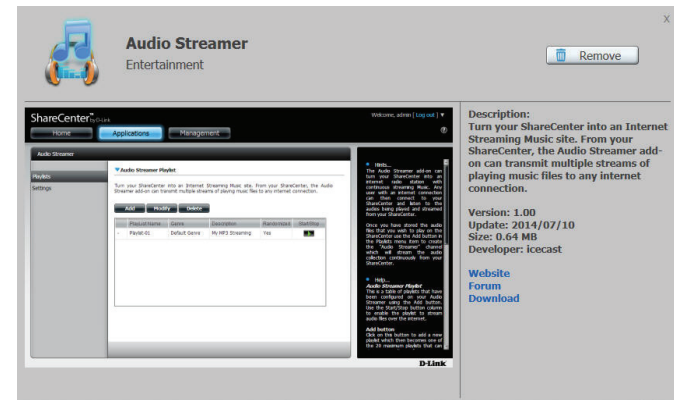 X
Audio Streamer
Entertainment
Remove
ShareCenter by D-Link
Welcome, admin [ Log out ]
Home
Applications
Management
Audio Streamer
Playlists
Settings
Audio Streamer Playlist
Turn your ShareCenter into an Internet Streaming Music site. From your ShareCenter, the Audio
Streamer add-on can transmit multiple streams of playing music files to any internet connection.
Add
Modify
Delete
Playlist Name
Genre
Description
Randomized
Start/Stop
Playlist-01
Default Genre
My MP3 Streaming
Yes
Hints...
The Audio Streamer add-on can
turn your ShareCenter into an
internet radio station with
continuous streaming music. Any
user with an internet connection
can then connect to your
ShareCenter and listen to the
audios being played and streamed
from your ShareCenter.
Once you have stored the audio
files that you wish to play on the
ShareCenter use the Add button in
the Playlists menu item to create
the "Audio Streamer" channel
which will stream the audio
collection continuously from your
ShareCenter.
Help...
Audio Streamer Playlist
This is a table of playlists that have
been configured on your Audio
Streamer using the Add button.
Use the Start/Stop button column
to enable the playlist to stream
audio files over the internet.
Add button
Click on this button to add a new
playlist which then becomes one of
the 20 maximum playlists that can
D-Link
Description:
Turn your ShareCenter into an Internet
Streaming Music site. From your
ShareCenter, the Audio Streamer add-
on can transmit multiple streams of
playing music files to any internet
connection.
Version: 1.00
Update: 2014/07/10
Size: 0.64 MB
Developer: icecast
Website
Forum
Download